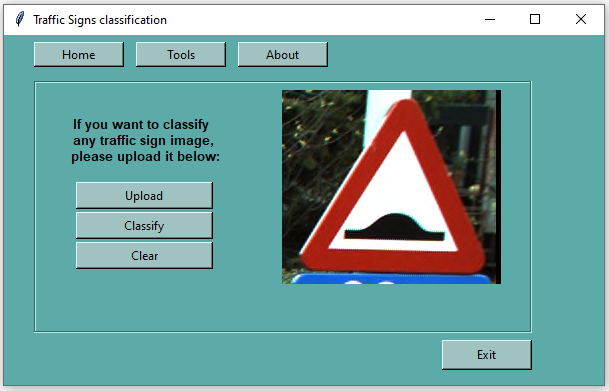 Traffic Signs classification
Home Tools About
If you want to classify
any traffic sign image,
please upload it below:
Upload
Classify
Clear
Exit